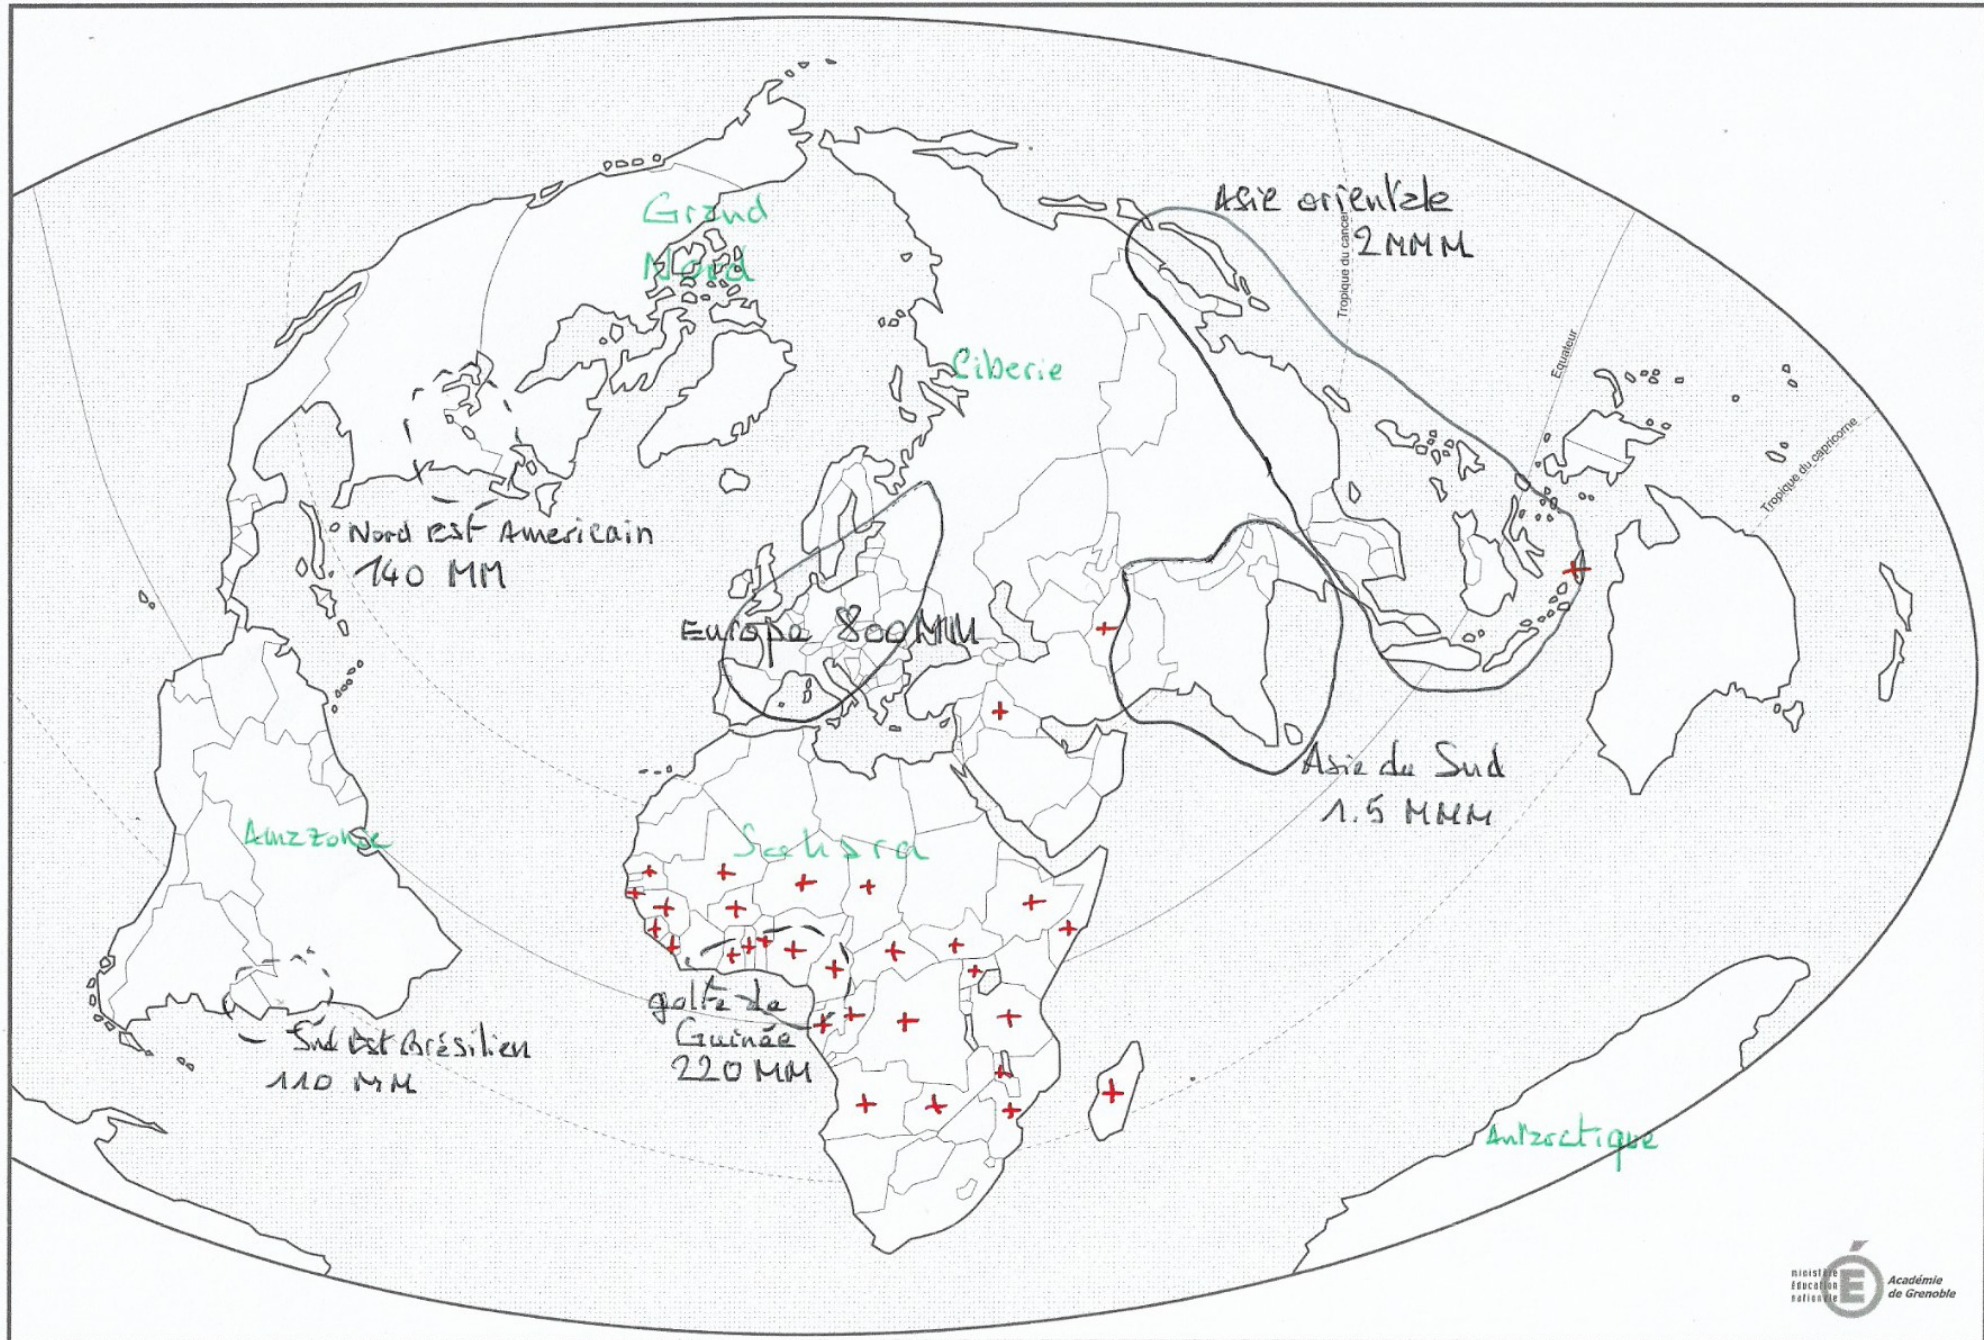 Grand
Nord
Asie orientale
2 MMM
Tropique du cancer
Equateur
Tropique du capricorne
Ciberie
Nord Est Americain
140 MM
Europe 800 MM
Asie du Sud
1.5 MMM
Amazonie
Sahara
golfe de
Guinée
220 MM
Sud Est Brésilien
110 MM
Antarctique
ministère
éducation
nationale
É
Académie
de Grenoble